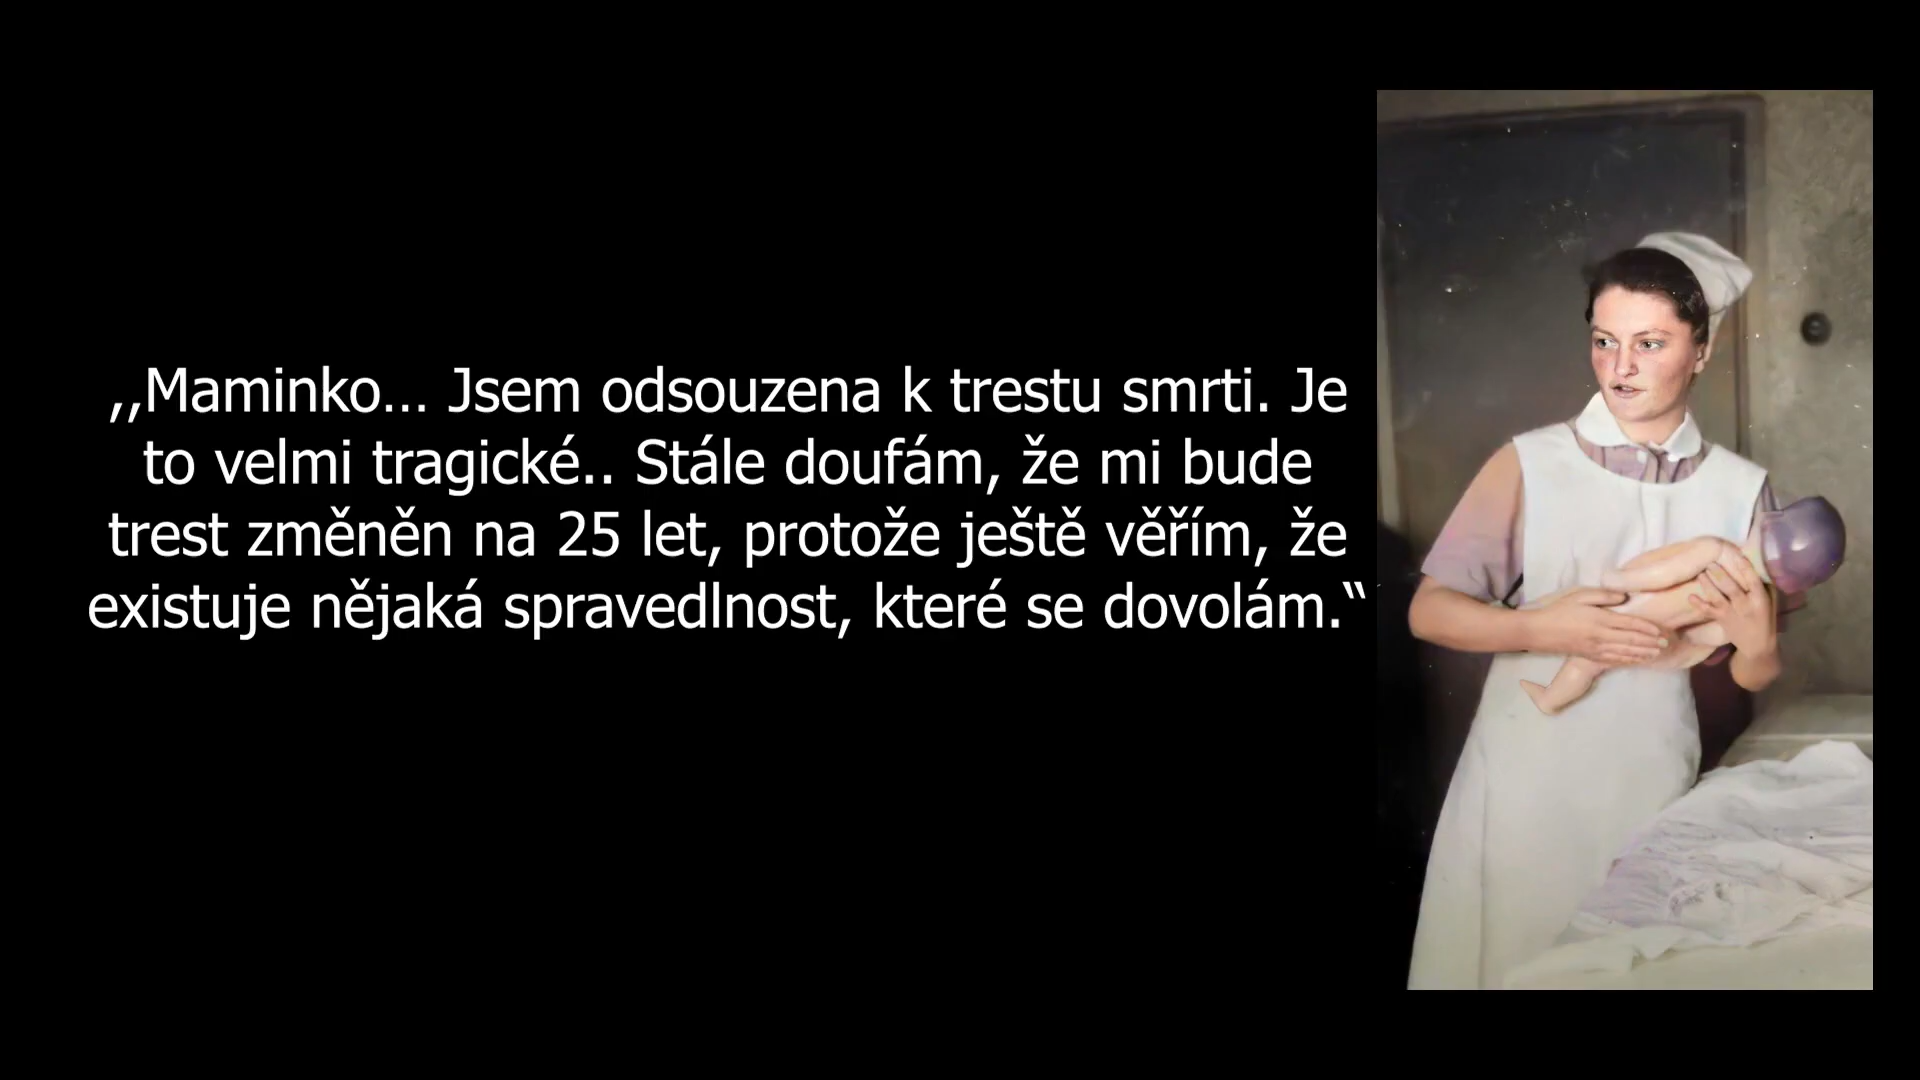 ,,Maminko... Jsem odsouzena k trestu smrti. Je
to velmi tragické.. Stále doufám, že mi bude
trest změněn na 25 let, protože ještě věřím, že
existuje nějaká spravedlnost, které se dovolám.“